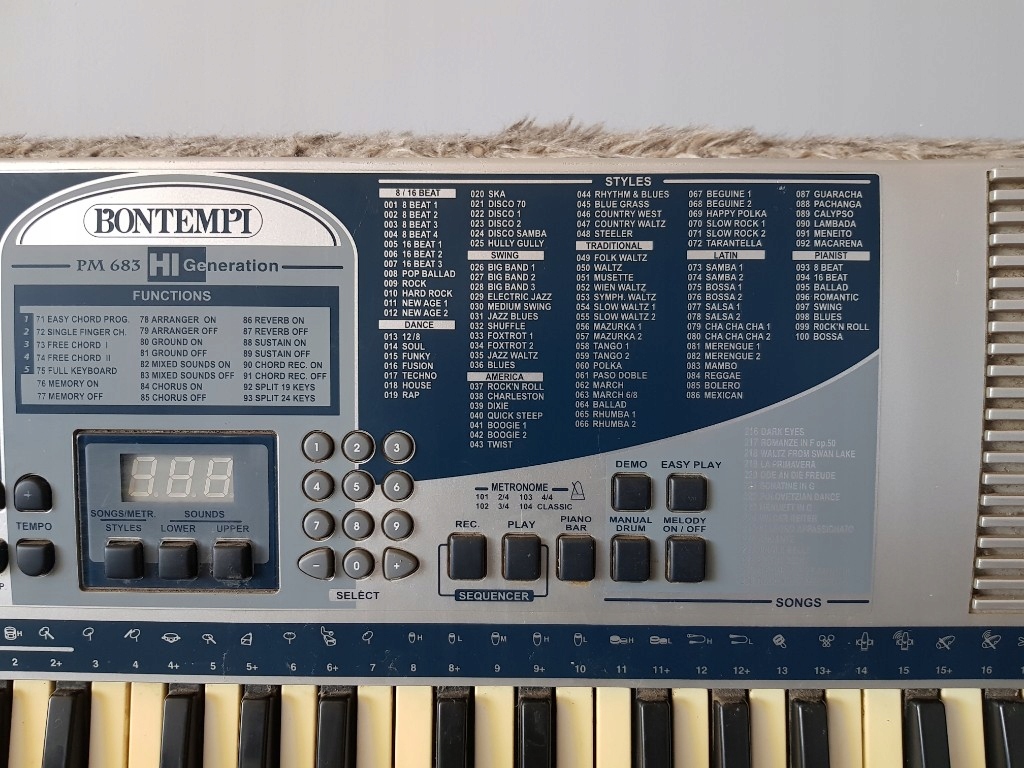 BONTEMPI
PM 683 HI Generation
FUNCTIONS
1 71 EASY CHORD PROG.
2 72 SINGLE FINGER CH.
3 73 FREE CHORD I
4 74 FREE CHORD II
5 75 FULL KEYBOARD
76 MEMORY ON
77 MEMORY OFF
78 ARRANGER ON
79 ARRANGER OFF
80 GROUND ON
81 GROUND OFF
82 MIXED SOUNDS ON
83 MIXED SOUNDS OFF
84 CHORUS ON
85 CHORUS OFF
86 REVERB ON
87 REVERB OFF
88 SUSTAIN ON
89 SUSTAIN OFF
90 CHORD REC. ON
91 CHORD REC. OFF
92 SPLIT 19 KEYS
93 SPLIT 24 KEYS
STYLES
8 / 16 BEAT
001 8 BEAT 1
002 8 BEAT 2
003 8 BEAT 3
004 8 BEAT 4
005 16 BEAT 1
006 16 BEAT 2
007 16 BEAT 3
008 POP BALLAD
009 ROCK
010 HARD ROCK
011 NEW AGE 1
012 NEW AGE 2
DANCE
013 12/8
014 SOUL
015 FUNKY
016 FUSION
017 TECHNO
018 HOUSE
019 RAP
020 SKA
021 DISCO 70
022 DISCO 1
023 DISCO 2
024 DISCO SAMBA
025 HULLY GULLY
SWING
026 BIG BAND 1
027 BIG BAND 2
028 BIG BAND 3
029 ELECTRIC JAZZ
030 MEDIUM SWING
031 JAZZ BLUES
032 SHUFFLE
033 FOXTROT 1
034 FOXTROT 2
035 JAZZ WALTZ
036 BLUES
AMERICA
037 ROCK'N ROLL
038 CHARLESTON
039 DIXIE
040 QUICK STEEP
041 BOOGIE 1
042 BOOGIE 2
043 TWIST
044 RHYTHM & BLUES
045 BLUE GRASS
046 COUNTRY WEST
047 COUNTRY WALTZ
048 STEELER
TRADITIONAL
049 FOLK WALTZ
050 WALTZ
051 MUSETTE
052 WIEN WALTZ
053 SYMPH. WALTZ
054 SLOW WALTZ 1
055 SLOW WALTZ 2
056 MAZURKA 1
057 MAZURKA 2
058 TANGO 1
059 TANGO 2
060 POLKA
061 PASO DOBLE
062 MARCH
063 MARCH 6/8
064 BALLAD
065 RHUMBA 1
066 RHUMBA 2
067 BEGUINE 1
068 BEGUINE 2
069 HAPPY POLKA
070 SLOW ROCK 1
071 SLOW ROCK 2
072 TARANTELLA
LATIN
073 SAMBA 1
074 SAMBA 2
075 BOSSA 1
076 BOSSA 2
077 SALSA 1
078 SALSA 2
079 CHA CHA CHA 1
080 CHA CHA CHA 2
081 MERENGUE 1
082 MERENGUE 2
083 MAMBO
084 REGGAE
085 BOLERO
086 MEXICAN
087 GUARACHA
088 PACHANGA
089 CALYPSO
090 LAMBADA
091 MENEITO
092 MACARENA
PIANIST
093 8 BEAT
094 16 BEAT
095 BALLAD
096 ROMANTIC
097 SWING
098 BLUES
099 ROCK'N ROLL
100 BOSSA
216 DARK EYES
217 ROMANZE IN F op.50
218 WALTZ FROM SWAN LAKE
LA PRIMAVERA
ODE AN DIE FREUDE
SONGS
TEMPO
SONGS/METR.
STYLES
SOUNDS
LOWER UPPER
1 2 3
4 5 6
7 8 9
- 0 +
SELECT
METRONOME
101 2/4 103 4/4
102 3/4 104 CLASSIC
REC. PLAY PIANO BAR
SEQUENCER
DEMO EASY PLAY
MANUAL DRUM
MELODY ON / OFF
H H L M H L H L H L
2 2+ 3 4 4+ 5 5+ 6 6+ 7 8 8+ 9 9+ 10 11 11+ 12 12+ 13 13+ 14 15 15+ 16